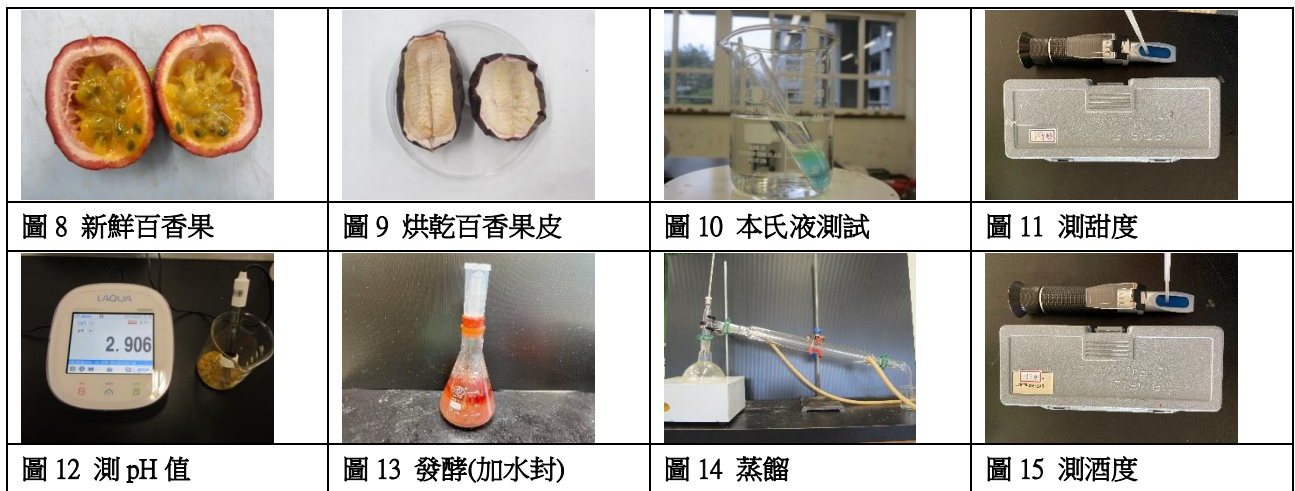 圖 8 新鮮百香果
圖 9 烘乾百香果皮
圖 10 本氏液測試
圖 11 測甜度
LAQUA
2.906
圖 12 測 pH 值
圖 13 發酵(加水封)
圖 14 蒸餾
圖 15 測酒度